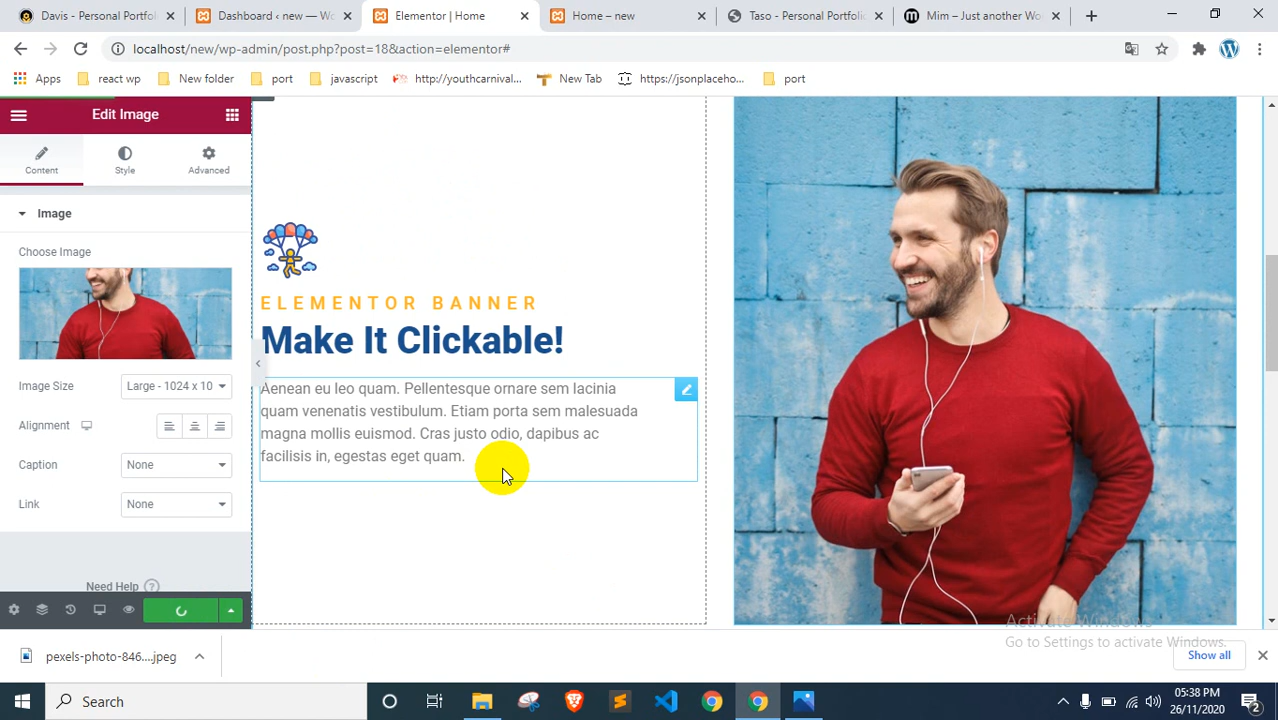 Davis - Personal Portfol
Dashboard ‹ new — Wo
Elementor | Home
Home – new
Taso - Personal Portfolio
Mim – Just another Wo
localhost/new/wp-admin/post.php?post=18&action=elementor#
Apps
react wp
New folder
port
javascript
http://youthcarnival...
New Tab
https://jsonplaceho...
port
Edit Image
Content
Style
Advanced
Image
Choose Image
Image Size
Large - 1024 x 10
Alignment
Caption
None
Link
None
Need Help
ELEMENTOR BANNER
Make It Clickable!
Aenean eu leo quam. Pellentesque ornare sem lacinia
quam venenatis vestibulum. Etiam porta sem malesuada
magna mollis euismod. Cras justo odio, dapibus ac
facilisis in, egestas eget quam.
Activate Windows
Go to Settings to activate Windows.
pexels-photo-846....jpeg
Show all
Search
05:38 PM
26/11/2020
2